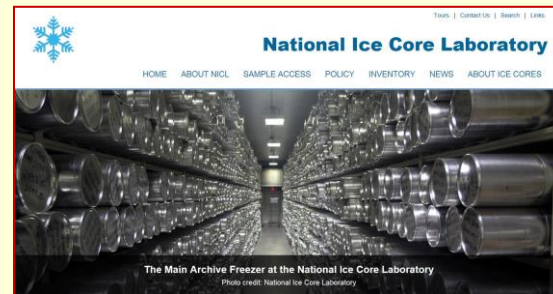 Tours | Contact Us | Search | Links
National Ice Core Laboratory
HOME ABOUT NICL SAMPLE ACCESS POLICY INVENTORY NEWS ABOUT ICE CORES
The Main Archive Freezer at the National Ice Core Laboratory
Photo credit: National Ice Core Laboratory